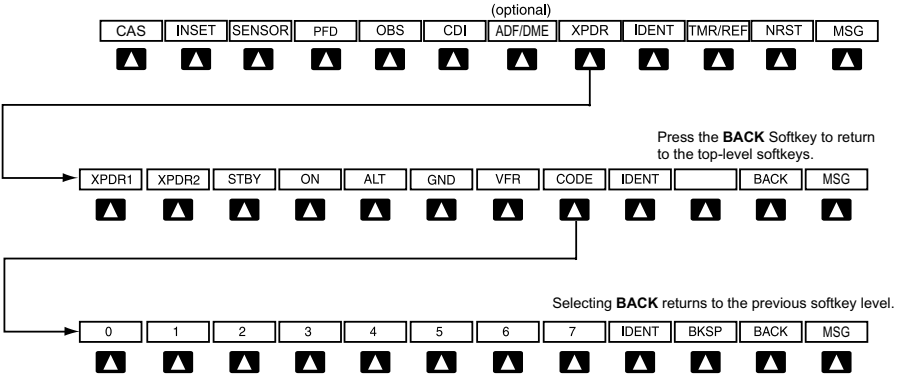 (optional)
CAS INSET SENSOR PFD OBS CDI ADF/DME XPDR IDENT TMR/REF NRST MSG
Press the BACK Softkey to return
to the top-level softkeys.
XPDR1 XPDR2 STBY ON ALT GND VFR CODE IDENT BACK MSG
Selecting BACK returns to the previous softkey level.
0 1 2 3 4 5 6 7 IDENT BKSP BACK MSG